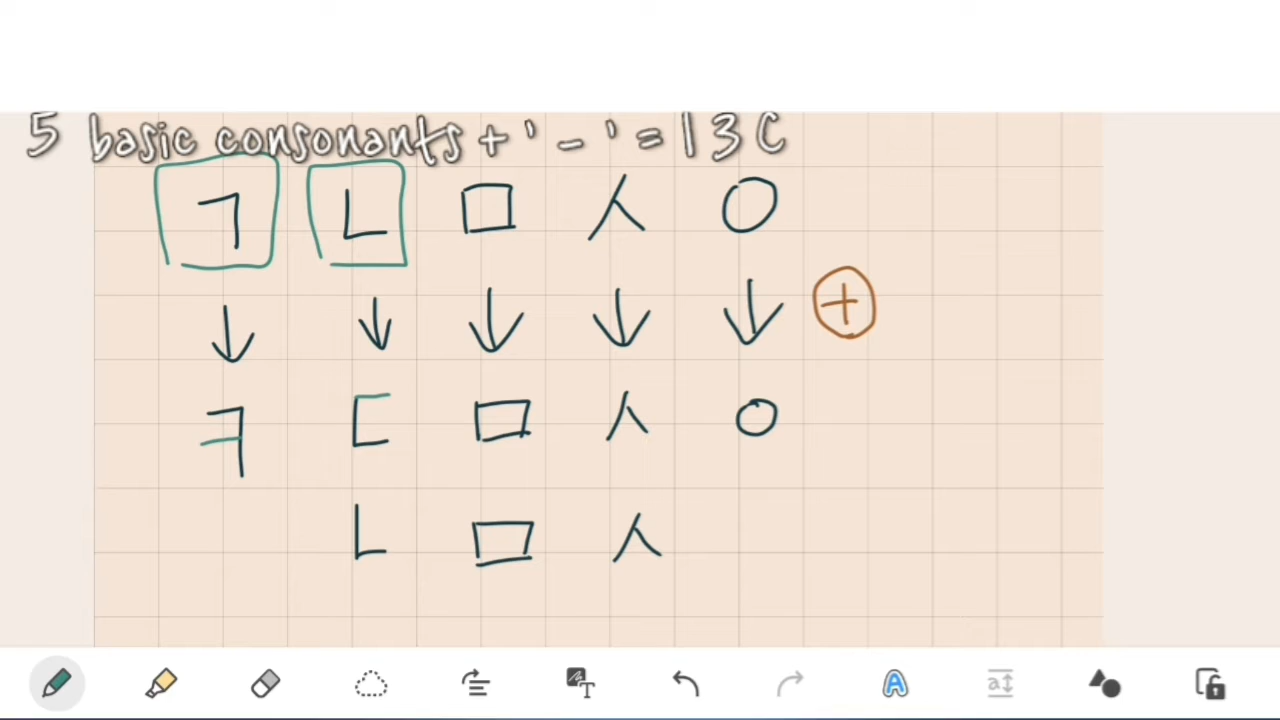 5 basic consonants + ' - ' = 13 C
ㄱ ㄴ ㅁ ㅅ ㅇ
↓ ↓ ↓ ↓ ↓ +
ㅋ ㄷ ㅁ ㅅ ㅇ
ㄴ ㅁ ㅅ